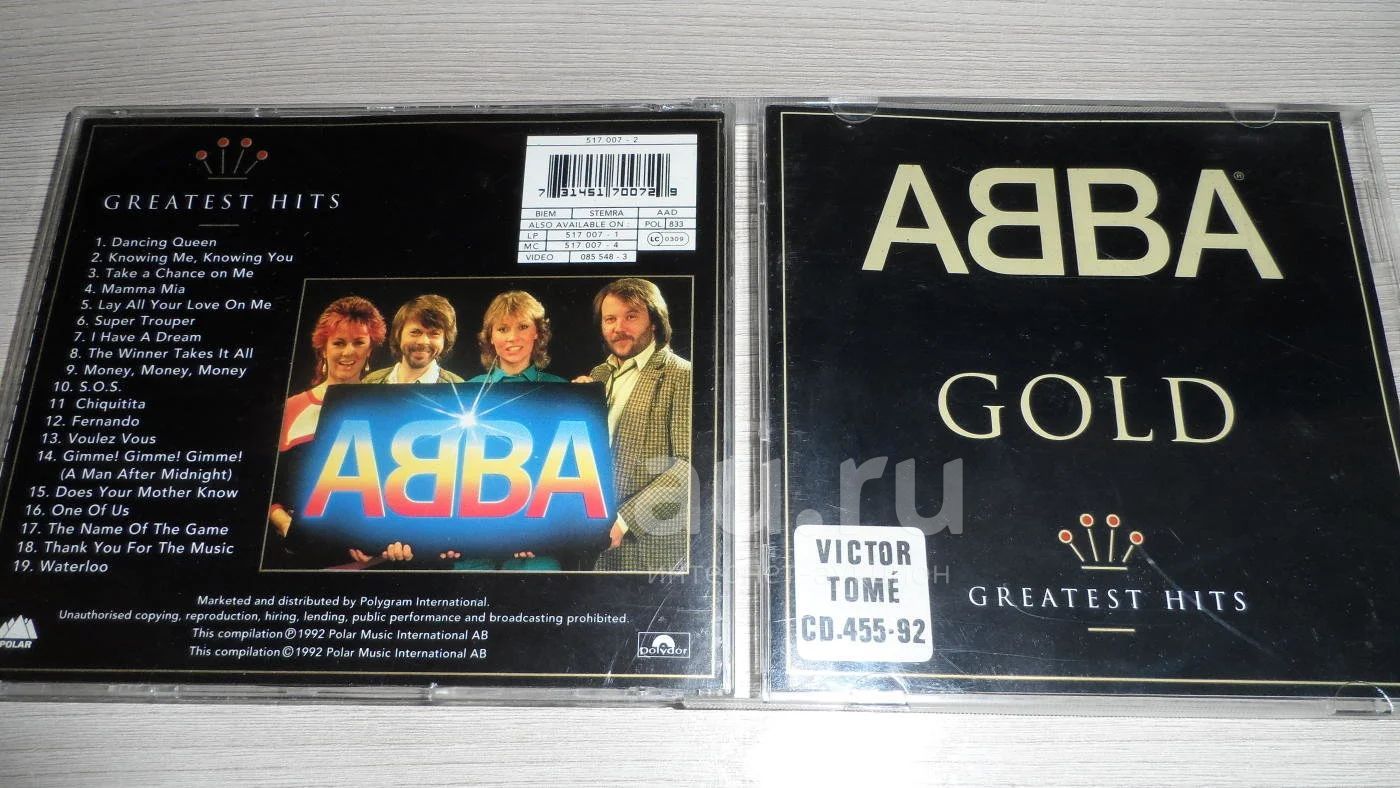 GREATEST HITS
1. Dancing Queen
2. Knowing Me, Knowing You
3. Take a Chance on Me
4. Mamma Mia
5. Lay All Your Love On Me
6. Super Trouper
7. I Have A Dream
8. The Winner Takes It All
9. Money, Money, Money
10. S.O.S.
11 Chiquitita
12. Fernando
13. Voulez Vous
14. Gimme! Gimme! Gimme!
(A Man After Midnight)
15. Does Your Mother Know
16. One Of Us
17. The Name Of The Game
18. Thank You For The Music
19. Waterloo
517 007 - 2
7 31451 70072 9
BIEM STEMRA AAD
ALSO AVAILABLE ON : POL 833
LP 517 007 - 1
MC 517 007 - 4
LC 0309
VIDEO 085 548 - 3
ABBA
Marketed and distributed by Polygram International.
Unauthorised copying, reproduction, hiring, lending, public performance and broadcasting prohibited.
This compilation ℗ 1992 Polar Music International AB
This compilation © 1992 Polar Music International AB
POLAR
polydor
ABBA®
GOLD
GREATEST HITS
VICTOR
TOMÉ
CD.455-92
au.ru
интернет-аукцион